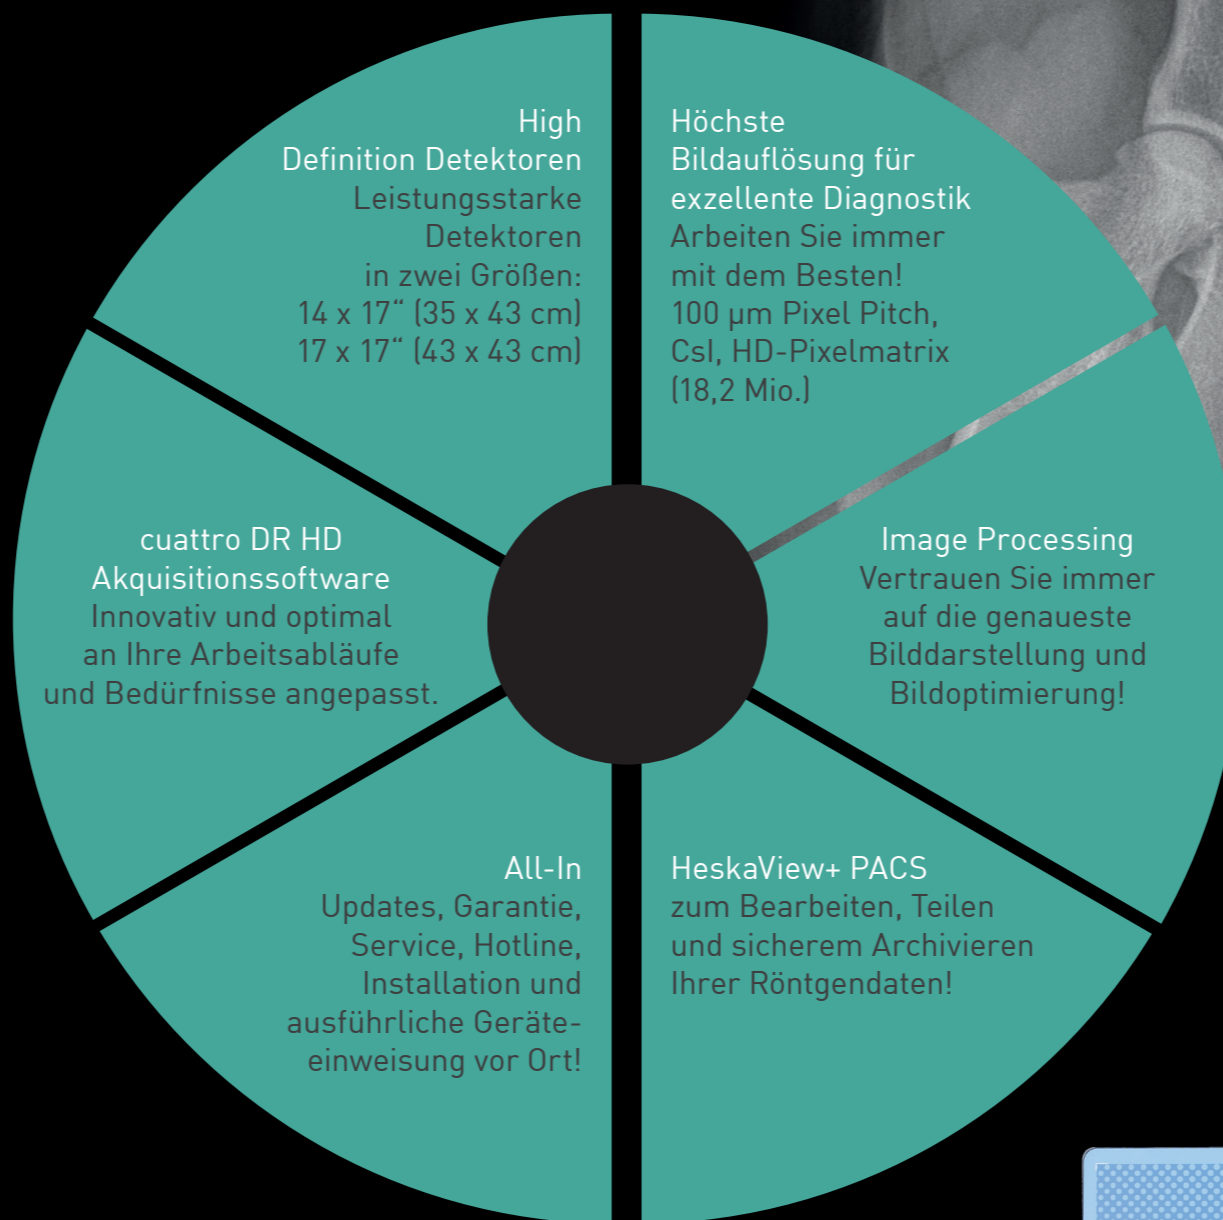 High
Definition Detektoren
Leistungsstarke
Detektoren
in zwei Größen:
14 x 17“ (35 x 43 cm)
17 x 17“ (43 x 43 cm)
Höchste
Bildauflösung für
exzellente Diagnostik
Arbeiten Sie immer
mit dem Besten!
100 µm Pixel Pitch,
CsI, HD-Pixelmatrix
(18,2 Mio.)
cuattro DR HD
Akquisitionssoftware
Innovativ und optimal
an Ihre Arbeitsabläufe
und Bedürfnisse angepasst.
Image Processing
Vertrauen Sie immer
auf die genaueste
Bilddarstellung und
Bildoptimierung!
All-In
Updates, Garantie,
Service, Hotline,
Installation und
ausführliche Geräte-
einweisung vor Ort!
HeskaView+ PACS
zum Bearbeiten, Teilen
und sicherem Archivieren
Ihrer Röntgendaten!